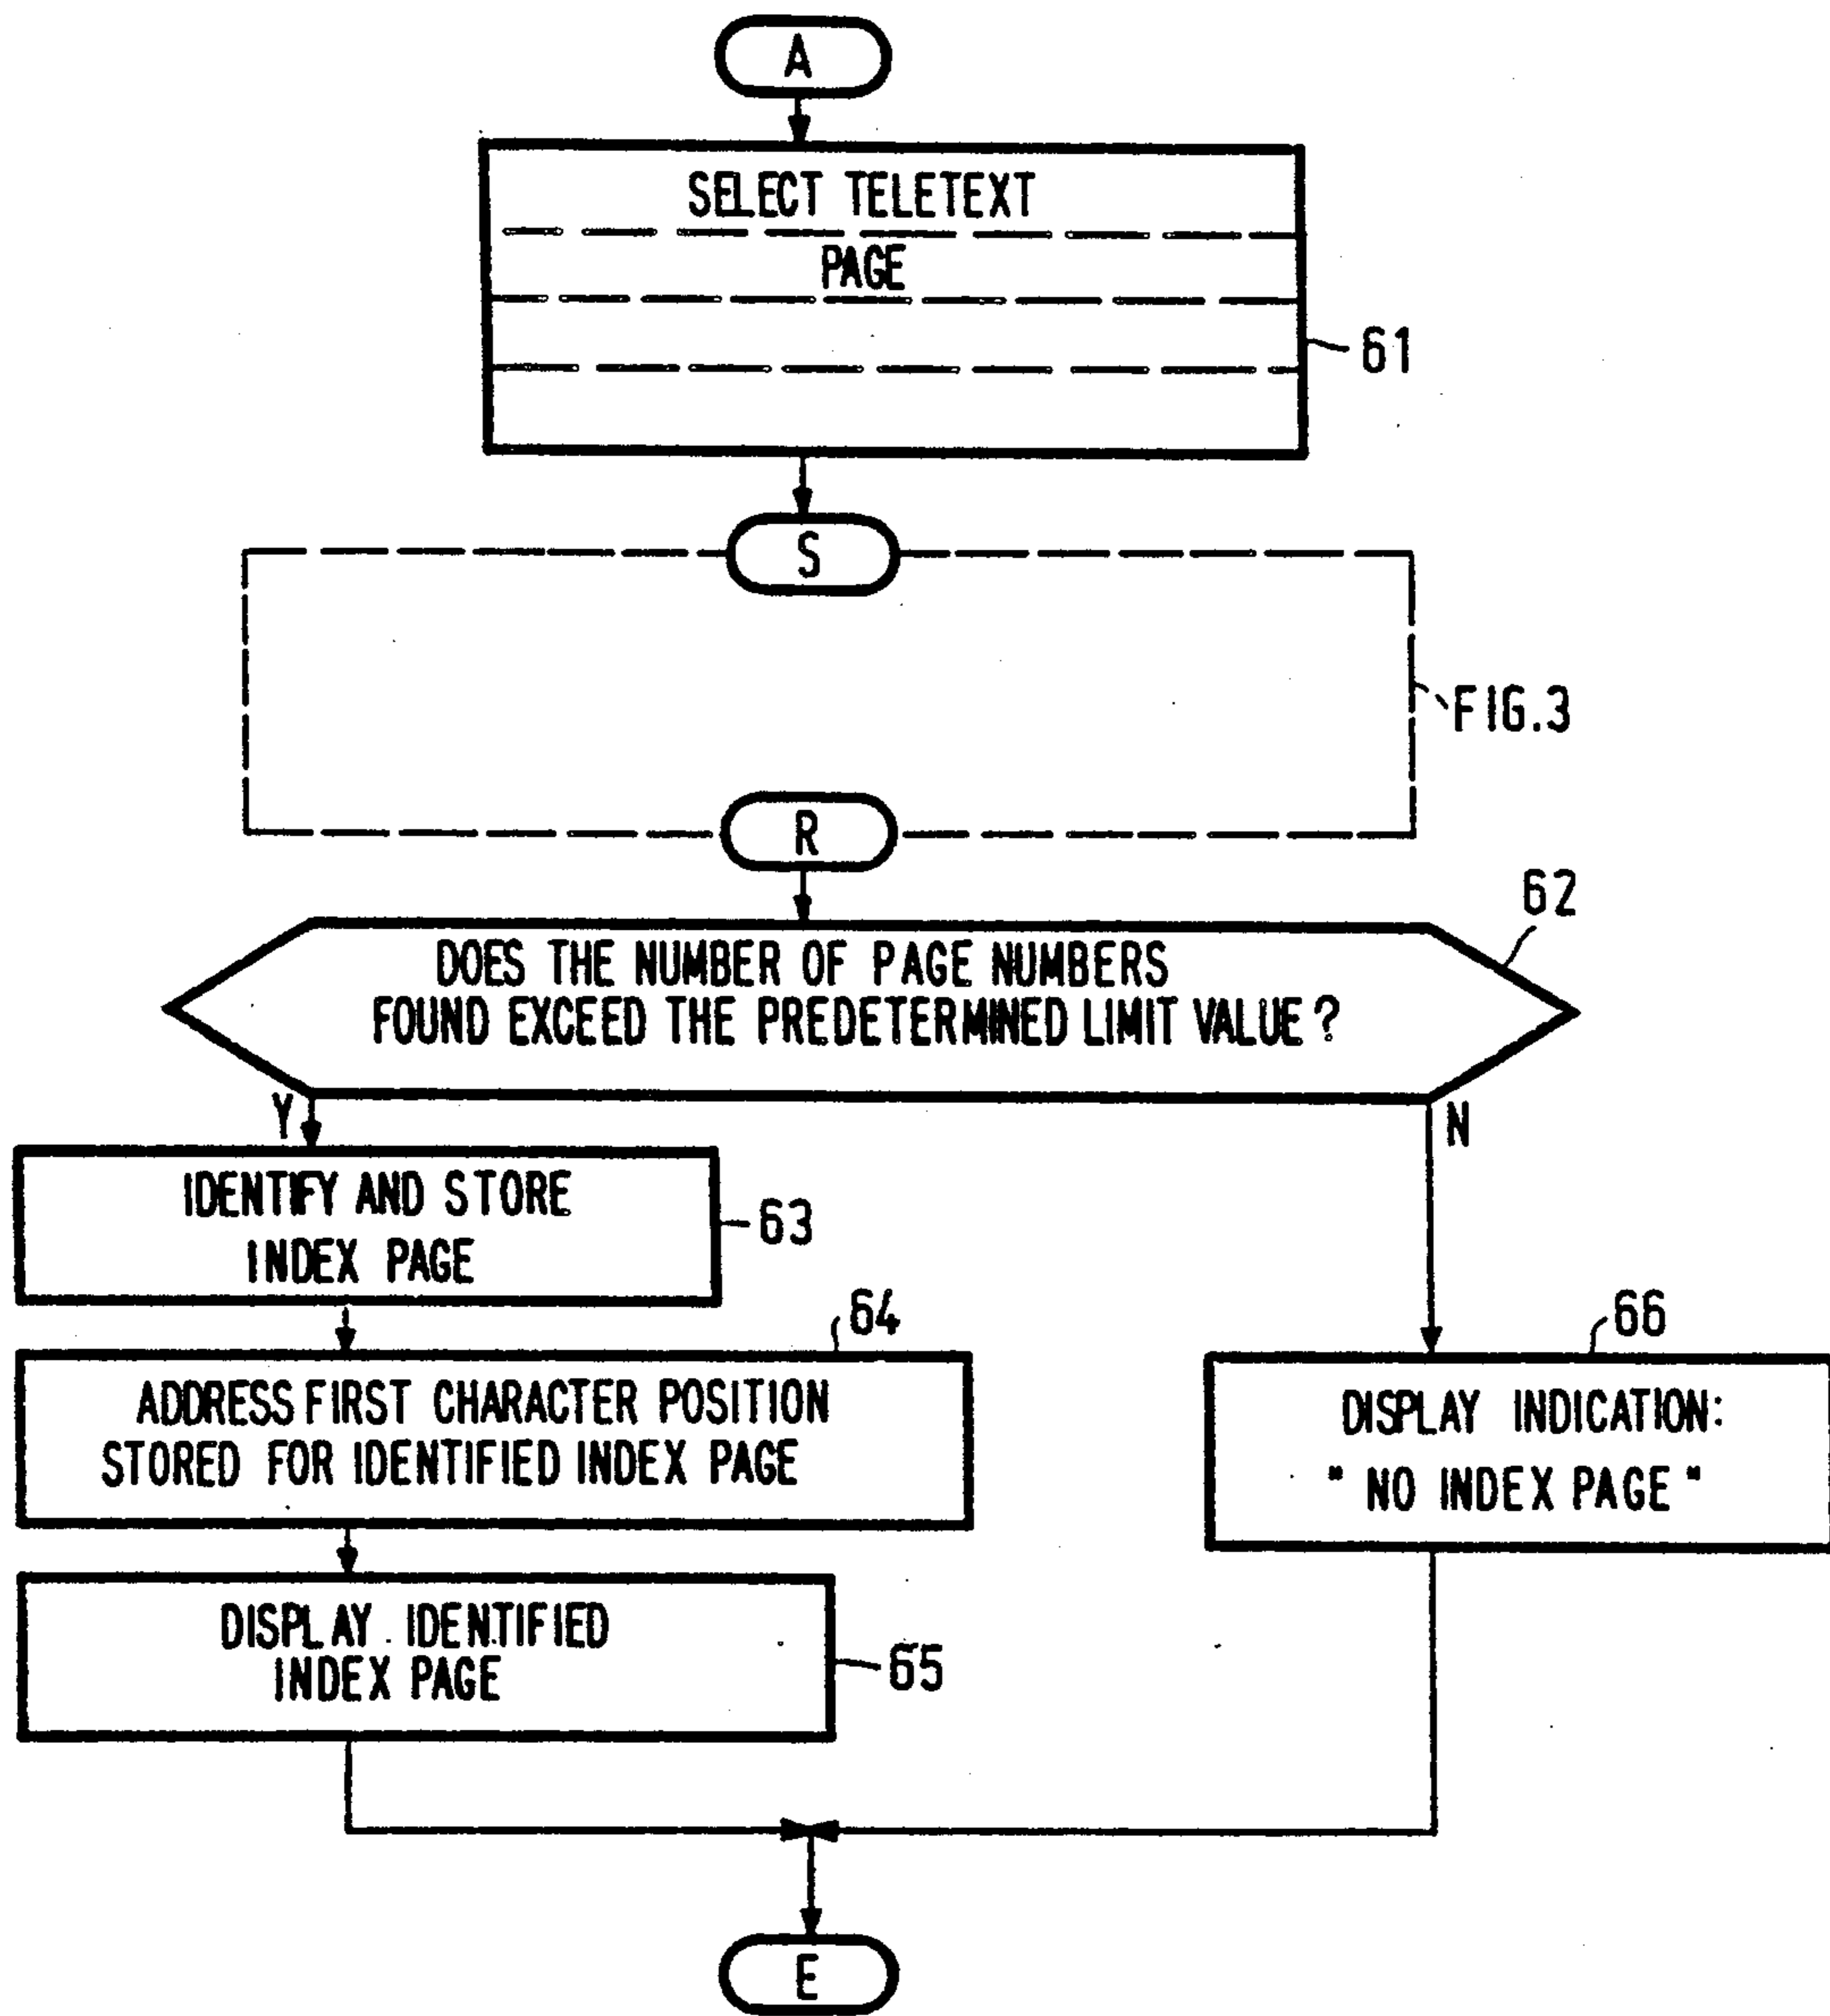 A
SELECT TELETEXT
PAGE
61
S
FIG.3
R
62
DOES THE NUMBER OF PAGE NUMBERS
FOUND EXCEED THE PREDETERMINED LIMIT VALUE?
Y
N
IDENTIFY AND STORE
INDEX PAGE
63
64
ADDRESS FIRST CHARACTER POSITION
STORED FOR IDENTIFIED INDEX PAGE
66
DISPLAY INDICATION:
" NO INDEX PAGE "
DISPLAY IDENTIFIED
INDEX PAGE
65
E